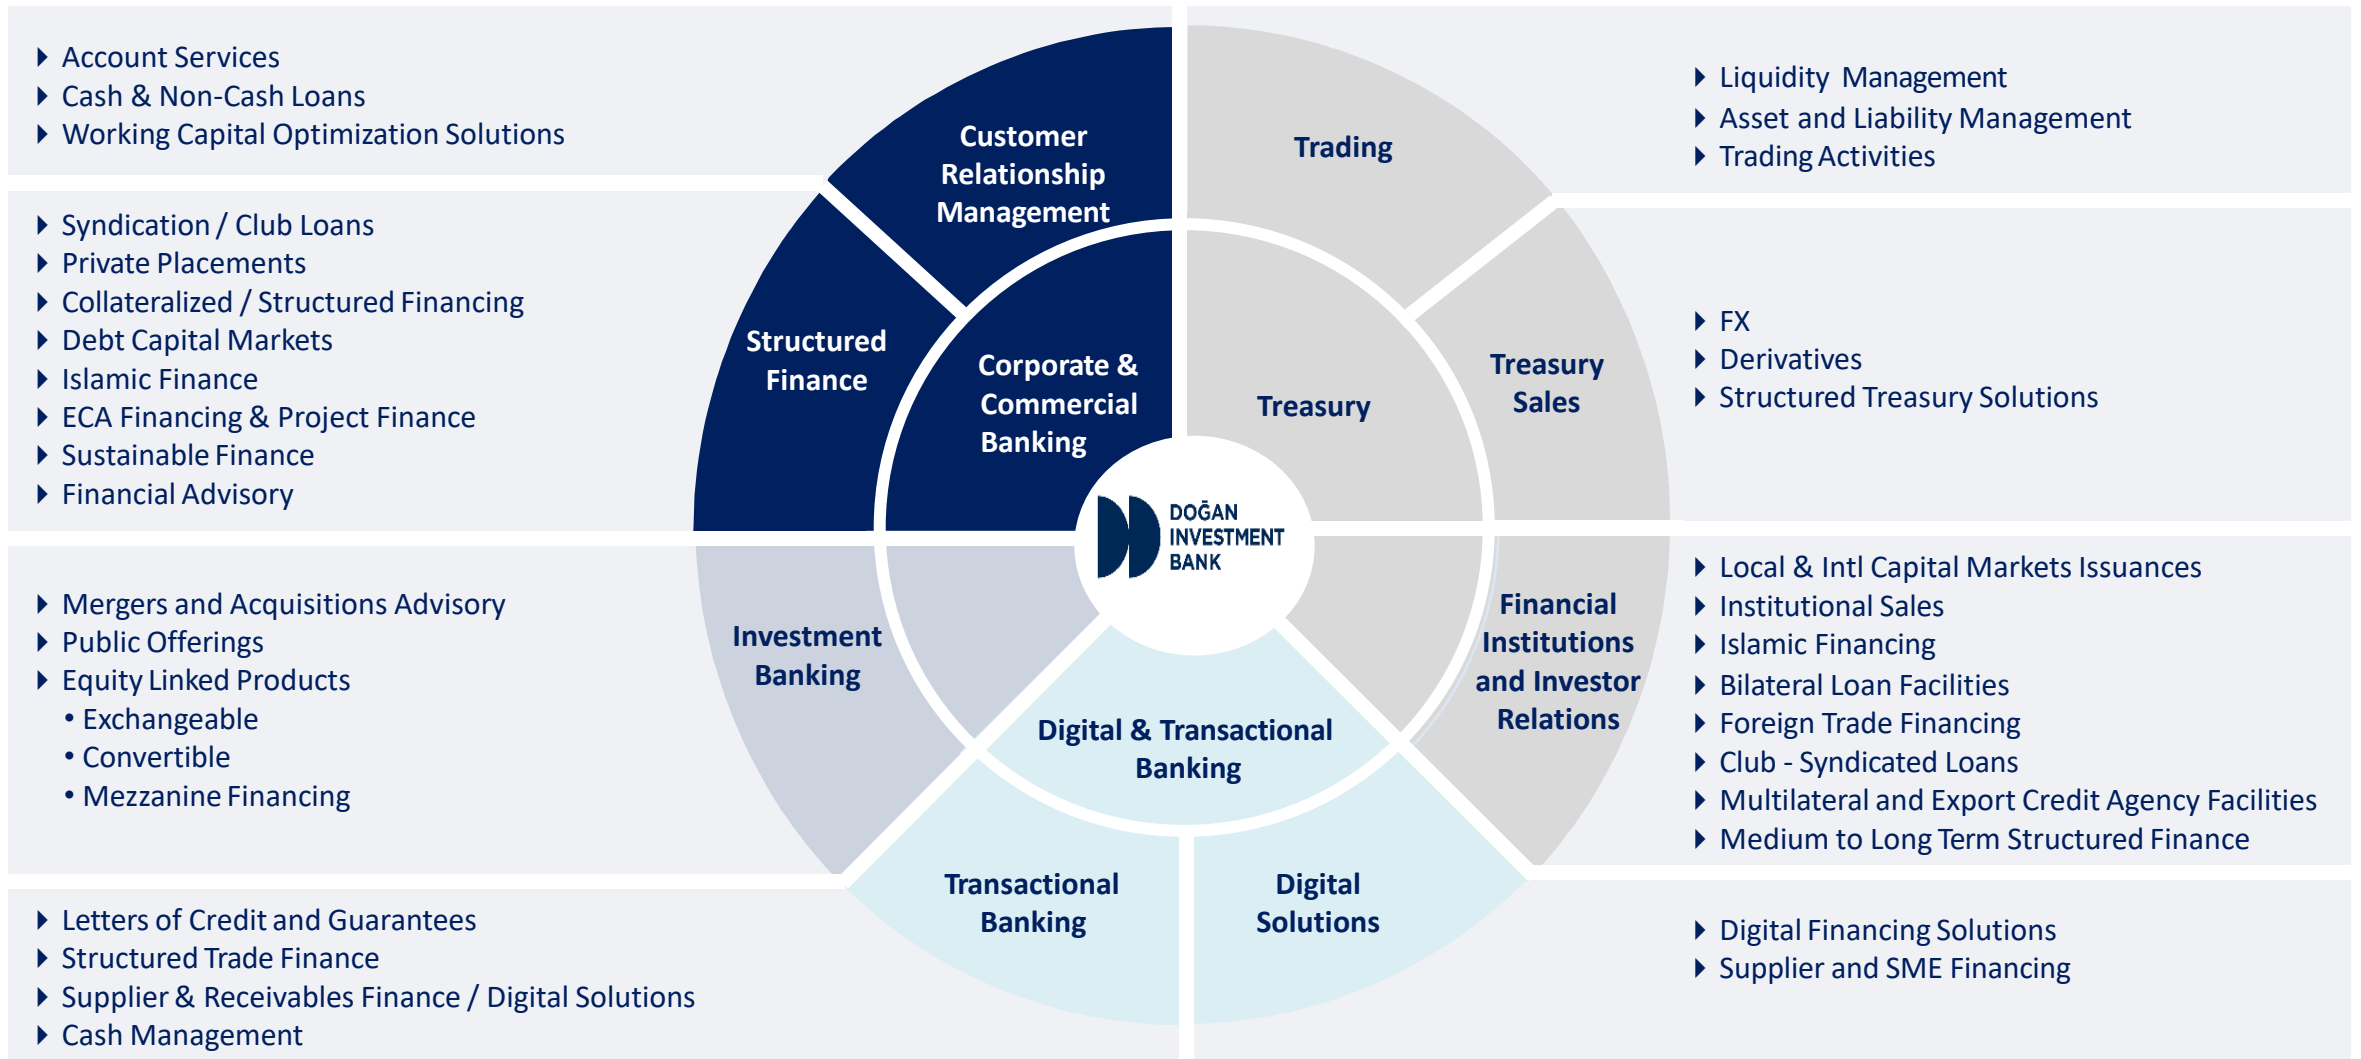 Account Services
Cash & Non-Cash Loans
Working Capital Optimization Solutions
Syndication / Club Loans
Private Placements
Collateralized / Structured Financing
Debt Capital Markets
Islamic Finance
ECA Financing & Project Finance
Sustainable Finance
Financial Advisory
Mergers and Acquisitions Advisory
Public Offerings
Equity Linked Products
• Exchangeable
• Convertible
• Mezzanine Financing
Letters of Credit and Guarantees
Structured Trade Finance
Supplier & Receivables Finance / Digital Solutions
Cash Management
Customer
Relationship
Management
Structured
Finance
Corporate &
Commercial
Banking
Investment
Banking
Transactional
Banking
Digital & Transactional
Banking
DOĞAN
INVESTMENT
BANK
Trading
Treasury
Treasury
Sales
Financial
Institutions
and Investor
Relations
Digital
Solutions
Liquidity Management
Asset and Liability Management
Trading Activities
FX
Derivatives
Structured Treasury Solutions
Local & Intl Capital Markets Issuances
Institutional Sales
Islamic Financing
Bilateral Loan Facilities
Foreign Trade Financing
Club - Syndicated Loans
Multilateral and Export Credit Agency Facilities
Medium to Long Term Structured Finance
Digital Financing Solutions
Supplier and SME Financing